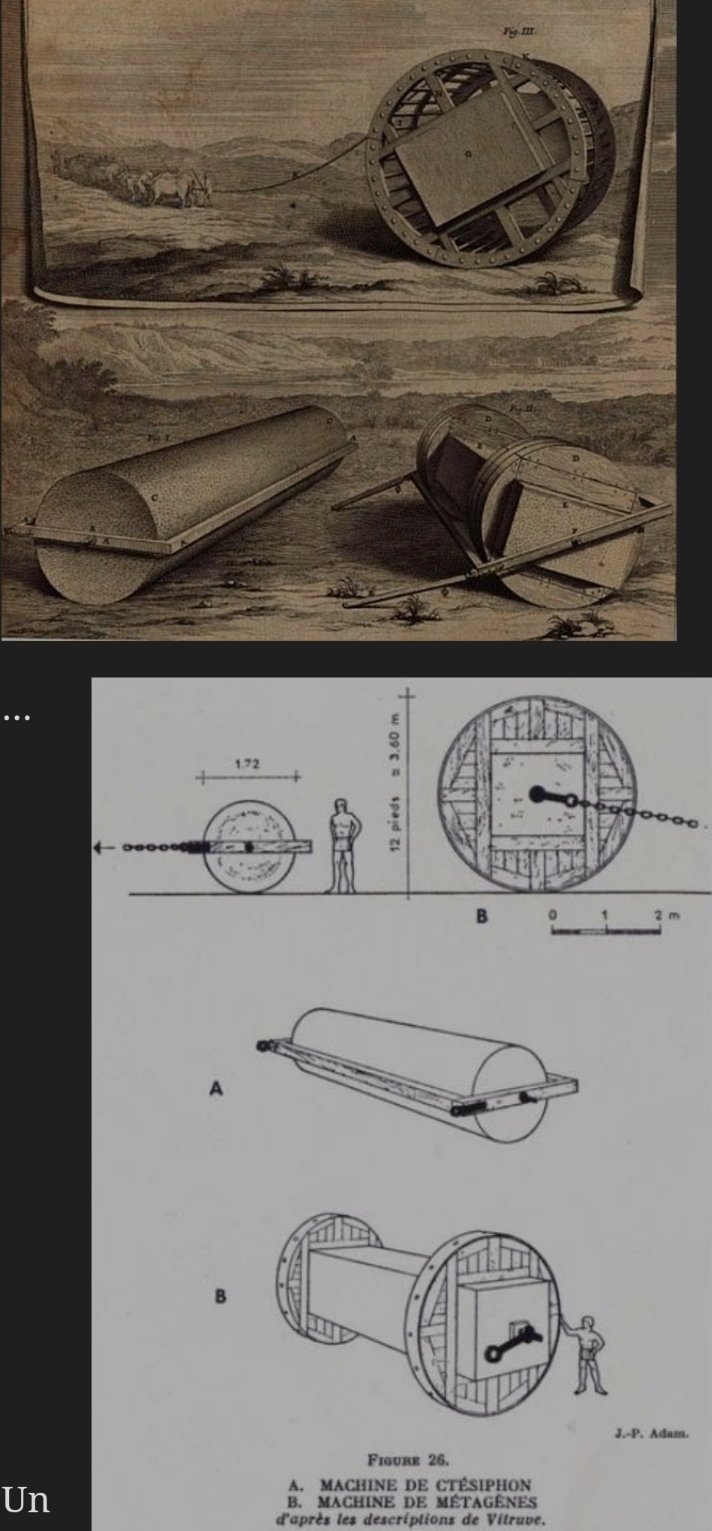 Fig. III.
K
G
K
Fig. I
C
C
A
A
A
Fig. II.
D
E
D
L
F
...
1.72
12 pieds = 3.60 m
B
0 1 2 m
A
B
J.-P. Adam.
Un
FIGURE 26.
A. MACHINE DE CTÉSIPHON
B. MACHINE DE MÉTAGÈNES
d'après les descriptions de Vitruve.